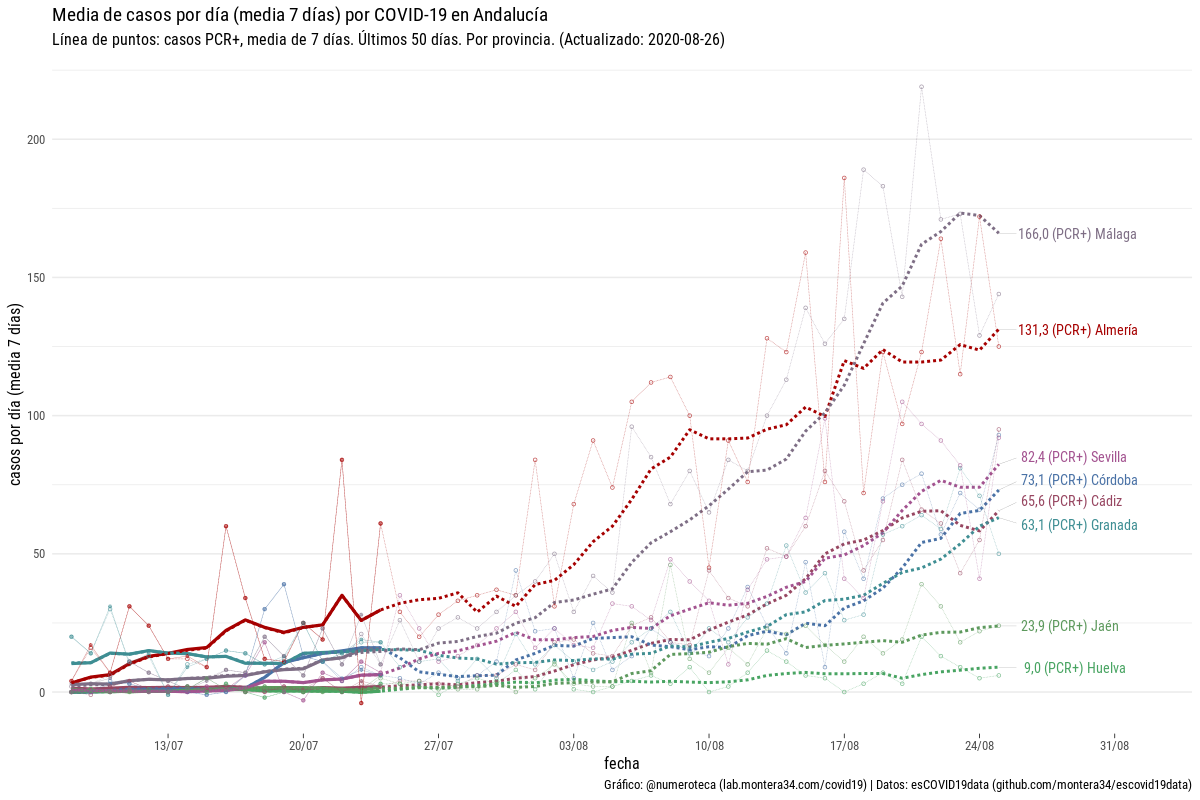 Media de casos por día (media 7 días) por COVID-19 en Andalucía
Línea de puntos: casos PCR+, media de 7 días. Últimos 50 días. Por provincia. (Actualizado: 2020-08-26)
casos por día (media 7 días)
200
150
100
50
0
166,0 (PCR+) Málaga
131,3 (PCR+) Almería
82,4 (PCR+) Sevilla
73,1 (PCR+) Córdoba
65,6 (PCR+) Cádiz
63,1 (PCR+) Granada
23,9 (PCR+) Jaén
9,0 (PCR+) Huelva
13/07 20/07 27/07 03/08 10/08 17/08 24/08 31/08
fecha
Gráfico: @numeroteca (lab.montera34.com/covid19) | Datos: esCOVID19data (github.com/montera34/escovid19data)